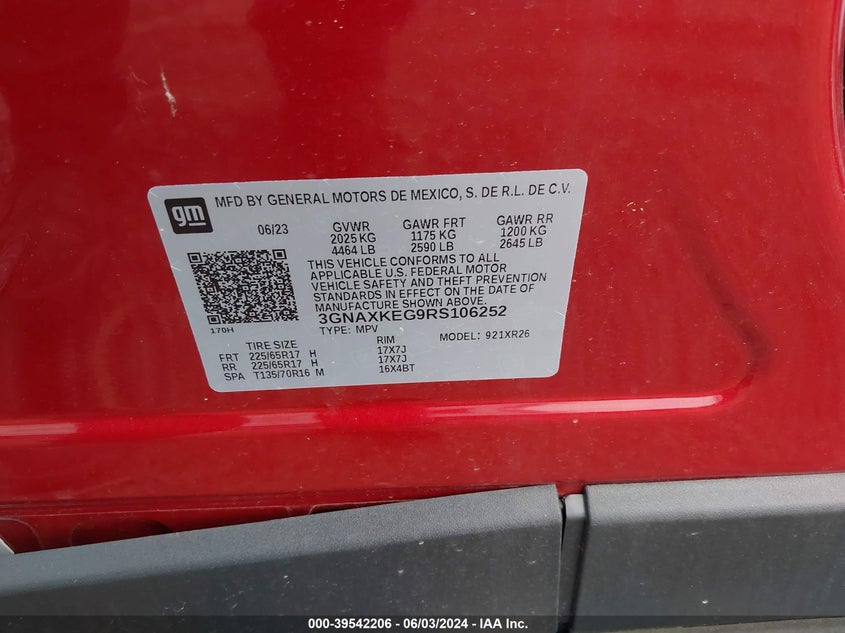 gm
MFD BY GENERAL MOTORS DE MEXICO, S. DE R.L. DE C.V.
06/23 GVWR GAWR FRT GAWR RR
2025 KG 1175 KG 1200 KG
4464 LB 2590 LB 2645 LB
THIS VEHICLE CONFORMS TO ALL
APPLICABLE U.S. FEDERAL MOTOR
VEHICLE SAFETY AND THEFT PREVENTION
STANDARDS IN EFFECT ON THE DATE OF
MANUFACTURE SHOWN ABOVE.
3GNAXKEG9RS106252
170H
TYPE: MPV MODEL: 921XR26
TIRE SIZE RIM
FRT 225/65R17 H 17X7J
RR 225/65R17 H 17X7J
SPA T135/70R16 M 16X4BT
000-39542206 - 06/03/2024 - IAA Inc.